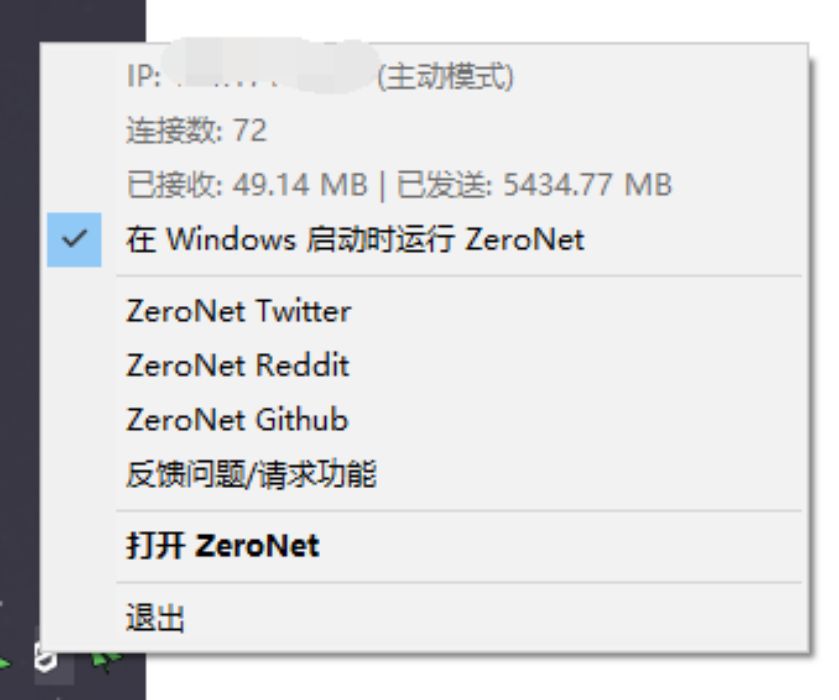 IP: (主动模式)
连接数: 72
已接收: 49.14 MB | 已发送: 5434.77 MB
在 Windows 启动时运行 ZeroNet
ZeroNet Twitter
ZeroNet Reddit
ZeroNet Github
反馈问题/请求功能
打开 ZeroNet
退出